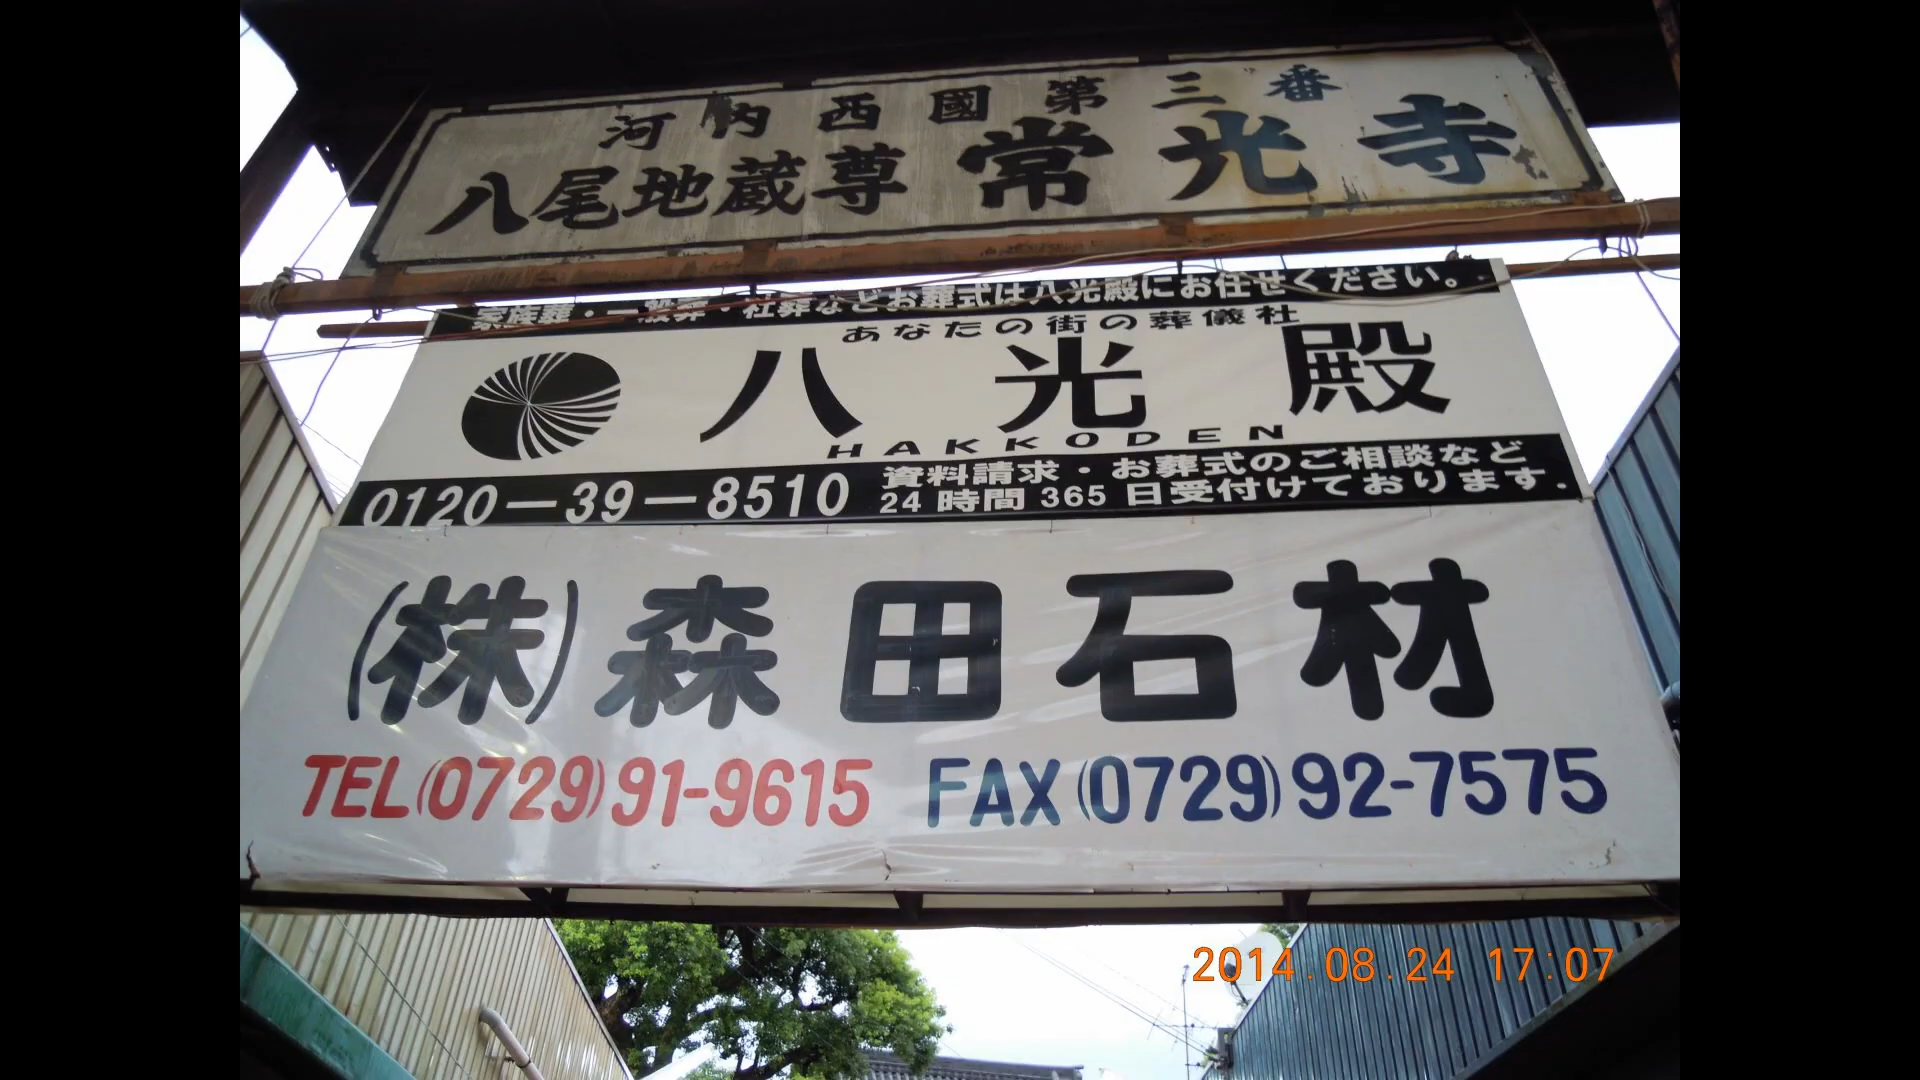 河内西國第三番
八尾地蔵尊 常光寺
家族葬・一般葬・社葬などお葬式は八光殿にお任せください。
あなたの街の葬儀社
八光殿
HAKKODEN
0120-39-8510
資料請求・お葬式のご相談など
24時間365日受付けております.
(株)森田石材
TEL(0729)91-9615 FAX(0729)92-7575
2014.08.24 17:07